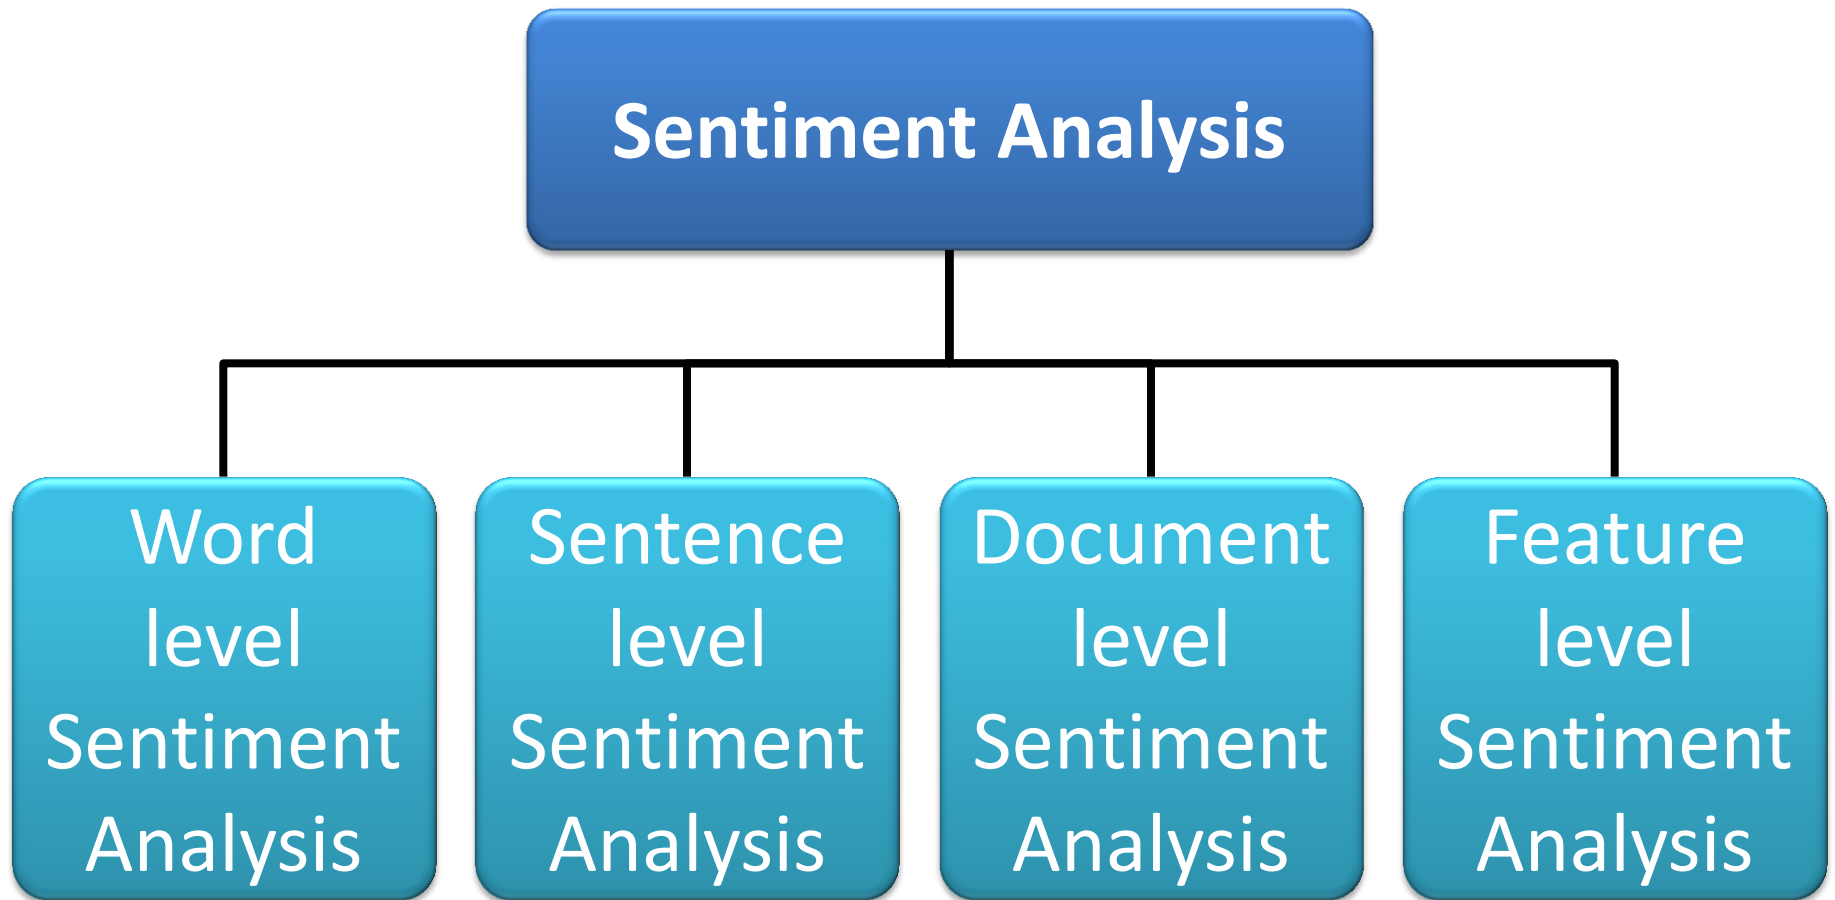 Sentiment Analysis
Word
level
Sentiment
Analysis
Sentence
level
Sentiment
Analysis
Document
level
Sentiment
Analysis
Feature
level
Sentiment
Analysis